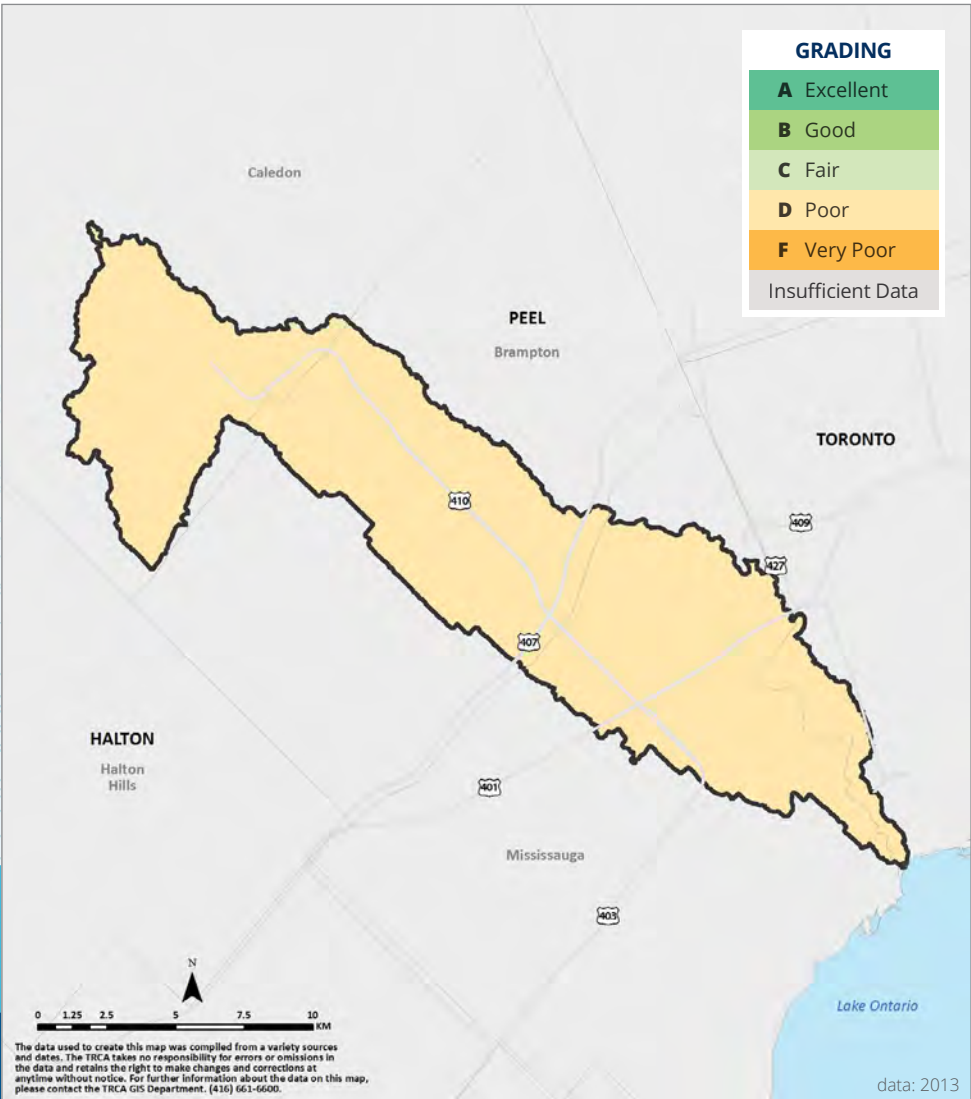 GRADING
A Excellent
B Good
C Fair
D Poor
F Very Poor
Insufficient Data
Caledon
PEEL
Brampton
TORONTO
410
409
427
407
HALTON
Halton
Hills
401
Mississauga
403
Lake Ontario
N
0 1.25 2.5 5 7.5 10
KM
The data used to create this map was compiled from a variety sources
and dates. The TRCA takes no responsibility for errors or omissions in
the data and retains the right to make changes and corrections at
anytime without notice. For further information about the data on this map,
please contact the TRCA GIS Department. (416) 661-6600.
data: 2013